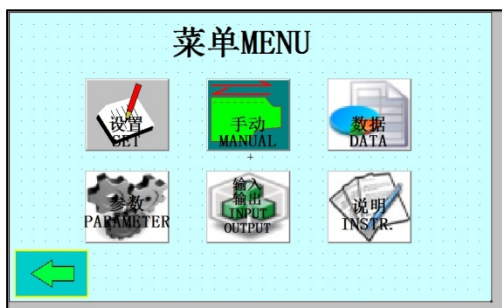 菜单MENU
设置
SET
手动
MANUAL
数据
DATA
参数
PARAMETER
输入
输出
INPUT
OUTPUT
说明
INSTR.